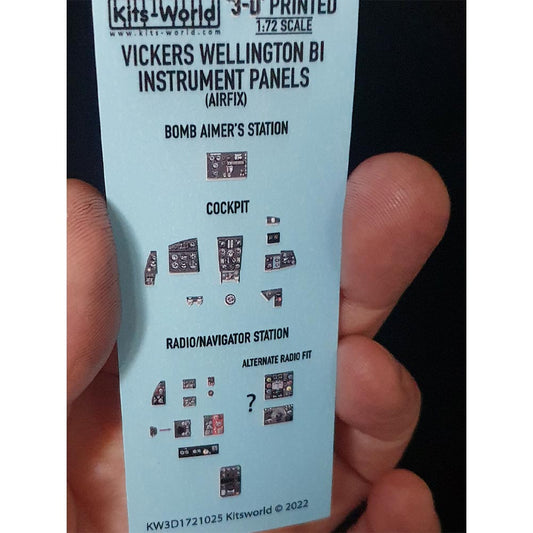 Kits-World
www.kits-world.com
3-D PRINTED
1:72 SCALE
VICKERS WELLINGTON BI
INSTRUMENT PANELS
(AIRFIX)
BOMB AIMER'S STATION
COCKPIT
RADIO/NAVIGATOR STATION
ALTERNATE RADIO FIT
?
KW3D1721025 Kitsworld © 2022